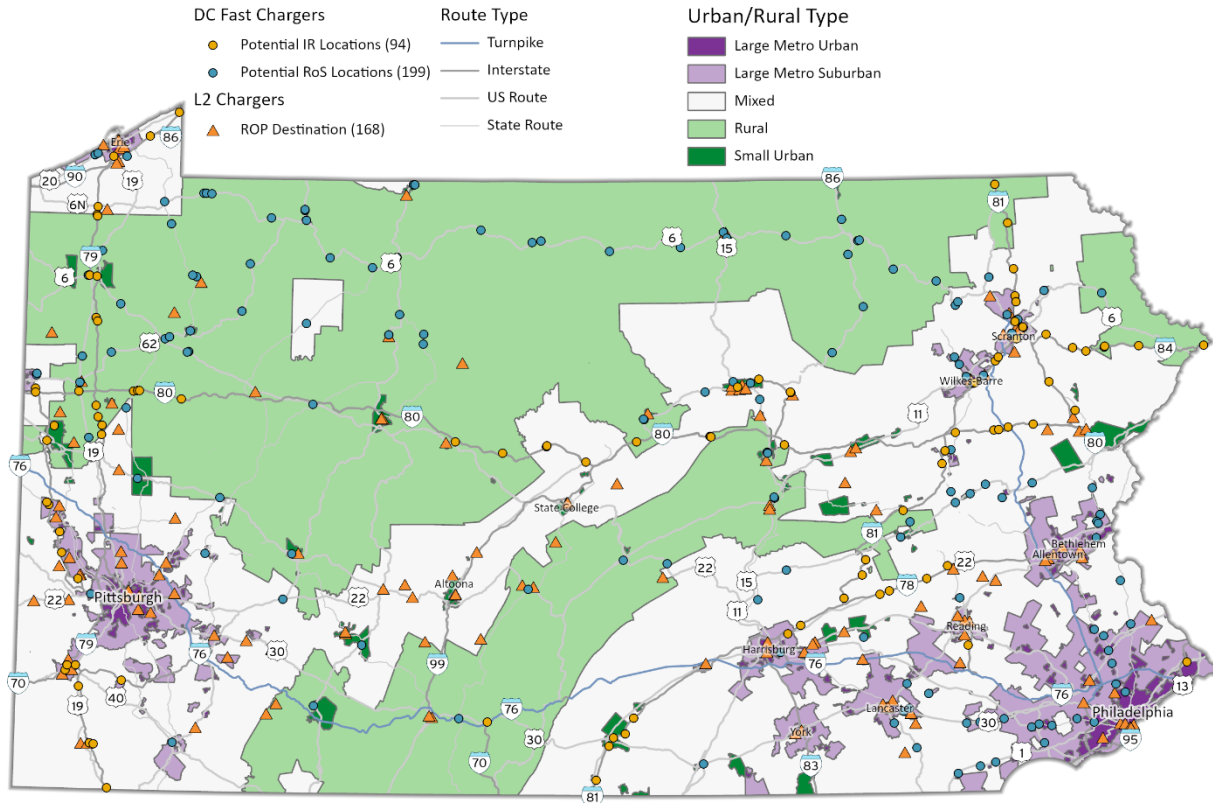 DC Fast Chargers
Potential IR Locations (94)
Potential RoS Locations (199)
L2 Chargers
ROP Destination (168)
Route Type
Turnpike
Interstate
US Route
State Route
Urban/Rural Type
Large Metro Urban
Large Metro Suburban
Mixed
Rural
Small Urban
Erie
86
90
20
19
6N
86
81
79
6
6
6
15
6
62
Scranton
84
80
Wilkes-Barre
11
80
80
80
19
76
State College
81
Bethlehem
Allentown
22
22
15
11
78
Altoona
22
Pittsburgh
22
79
76
30
Reading
Harrisburg
76
99
70
40
19
76
30
70
Lancaster
30
York
83
76
13
Philadelphia
95
1
81